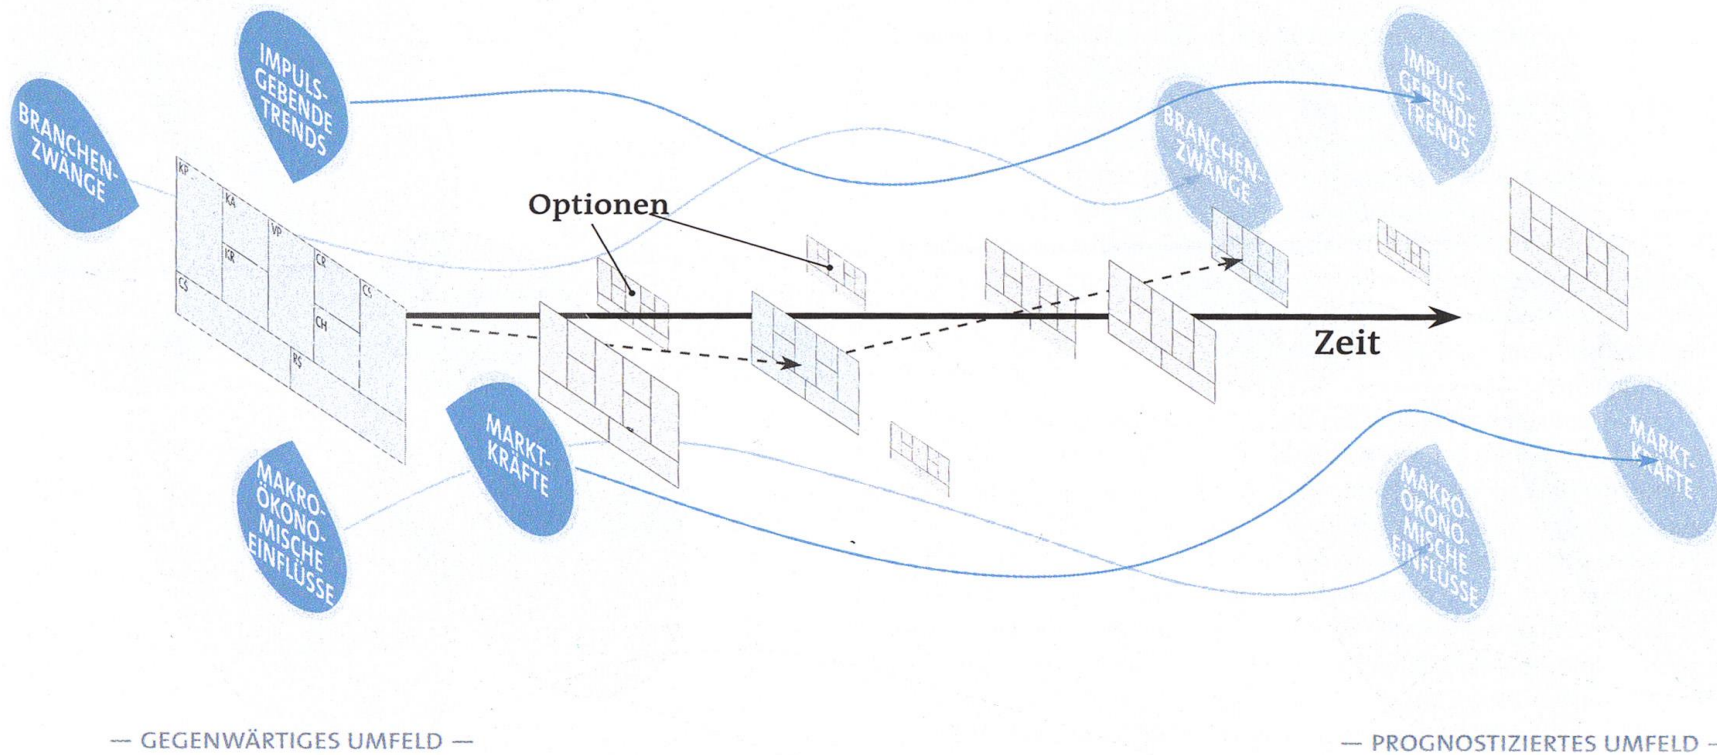 IMPULS-
GEBENDE
TRENDS
BRANCHEN-
ZWÄNGE
IMPULS-
GEBENDE
TRENDS
BRANCHEN-
ZWÄNGE
KP
KA
VP
KR
CR
CS
CŠ
CH
RS
Optionen
Zeit
MARKT-
KRÄFTE
MAKRO-
ÖKONO-
MISCHE
EINFLÜSSE
MARKT-
KRÄFTE
MAKRO-
ÖKONO-
MISCHE
EINFLÜSSE
— GEGENWÄRTIGES UMFELD —
— PROGNOSTIZIERTES UMFELD —